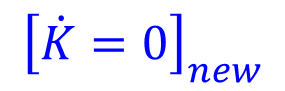 [K̇ = 0]new